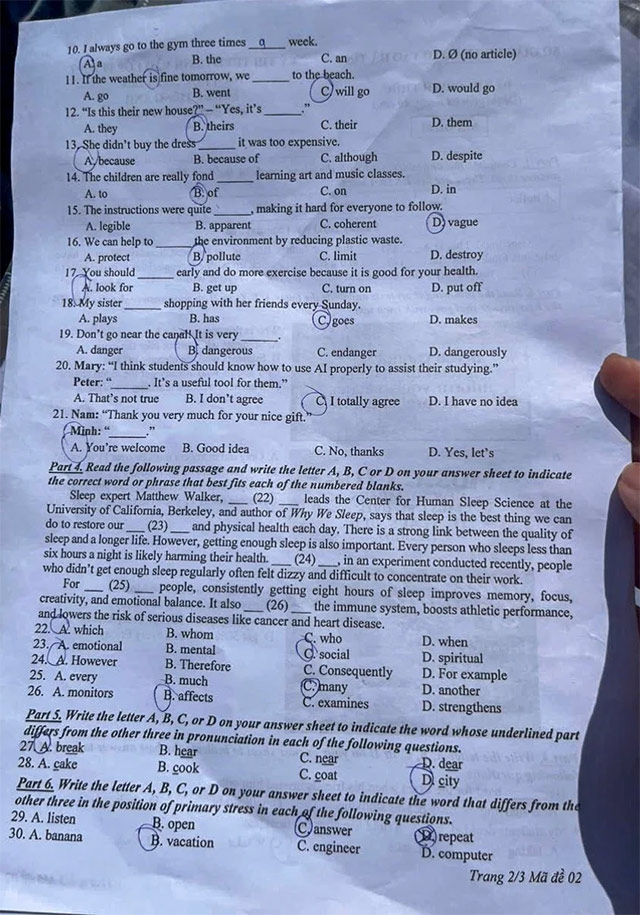 10. I always go to the gym three times __a__ week.
A. a B. the C. an D. Ø (no article)
11. If the weather is fine tomorrow, we ______ to the beach.
A. go B. went C. will go D. would go
12. “Is this their new house?” – “Yes, it’s ______.”
A. they B. theirs C. their D. them
13. She didn’t buy the dress ______ it was too expensive.
A. because B. because of C. although D. despite
14. The children are really fond ______ learning art and music classes.
A. to B. of C. on D. in
15. The instructions were quite ______, making it hard for everyone to follow.
A. legible B. apparent C. coherent D. vague
16. We can help to ______ the environment by reducing plastic waste.
A. protect B. pollute C. limit D. destroy
17. You should ______ early and do more exercise because it is good for your health.
A. look for B. get up C. turn on D. put off
18. My sister ______ shopping with her friends every Sunday.
A. plays B. has C. goes D. makes
19. Don’t go near the canal! It is very ______.
A. danger B. dangerous C. endanger D. dangerously
20. Mary: “I think students should know how to use AI properly to assist their studying.”
Peter: “______. It’s a useful tool for them.”
A. That’s not true B. I don’t agree C. I totally agree D. I have no idea
21. Nam: “Thank you very much for your nice gift.”
Minh: “______.”
A. You’re welcome B. Good idea C. No, thanks D. Yes, let’s
Part 4. Read the following passage and write the letter A, B, C or D on your answer sheet to indicate
the correct word or phrase that best fits each of the numbered blanks.
Sleep expert Matthew Walker, ___ (22) ___ leads the Center for Human Sleep Science at the
University of California, Berkeley, and author of Why We Sleep, says that sleep is the best thing we can
do to restore our ___ (23) ___ and physical health each day. There is a strong link between the quality of
sleep and a longer life. However, getting enough sleep is also important. Every person who sleeps less than
six hours a night is likely harming their health. ___ (24) ___, in an experiment conducted recently, people
who didn’t get enough sleep regularly often felt dizzy and difficult to concentrate on their work.
For ___ (25) ___ people, consistently getting eight hours of sleep improves memory, focus,
creativity, and emotional balance. It also ___ (26) ___ the immune system, boosts athletic performance,
and lowers the risk of serious diseases like cancer and heart disease.
22. A. which B. whom C. who D. when
23. A. emotional B. mental C. social D. spiritual
24. A. However B. Therefore C. Consequently D. For example
25. A. every B. much C. many D. another
26. A. monitors B. affects C. examines D. strengthens
Part 5. Write the letter A, B, C, or D on your answer sheet to indicate the word whose underlined part
differs from the other three in pronunciation in each of the following questions.
27. A. break B. hear C. near D. dear
28. A. cake B. cook C. coat D. city
Part 6. Write the letter A, B, C, or D on your answer sheet to indicate the word that differs from the
other three in the position of primary stress in each of the following questions.
29. A. listen B. open C. answer D. repeat
30. A. banana B. vacation C. engineer D. computer
Trang 2/3 Mã đề 02